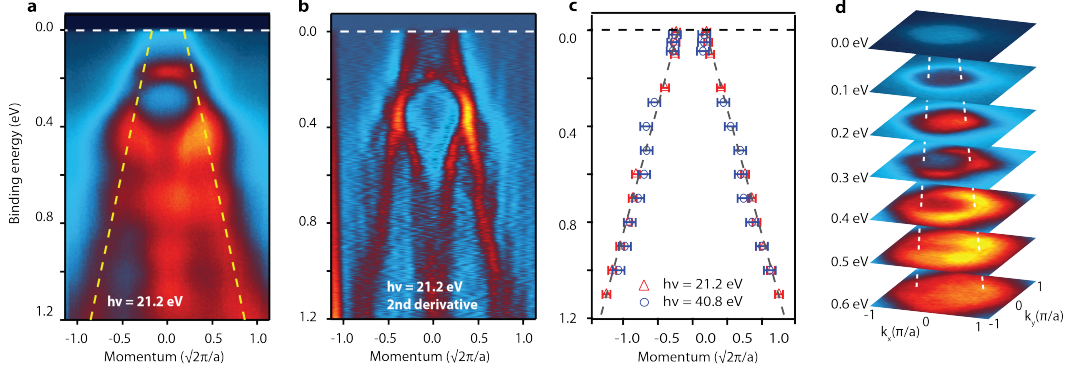 a
b
c
d
Binding energy (eV)
0.0
0.4
0.8
1.2
hv = 21.2 eV
-1.0 -0.5 0.0 0.5 1.0
Momentum (√2π/a)
0.0
0.4
0.8
1.2
hv = 21.2 eV
2nd derivative
-1.0 -0.5 0.0 0.5 1.0
Momentum (√2π/a)
0.0
0.4
0.8
1.2
hv = 21.2 eV
hv = 40.8 eV
-1.0 -0.5 0.0 0.5 1.0
Momentum (√2π/a)
0.0 eV
0.1 eV
0.2 eV
0.3 eV
0.4 eV
0.5 eV
0.6 eV
-1 0 1
kₓ(π/a)
-1 0 1
k_y(π/a)